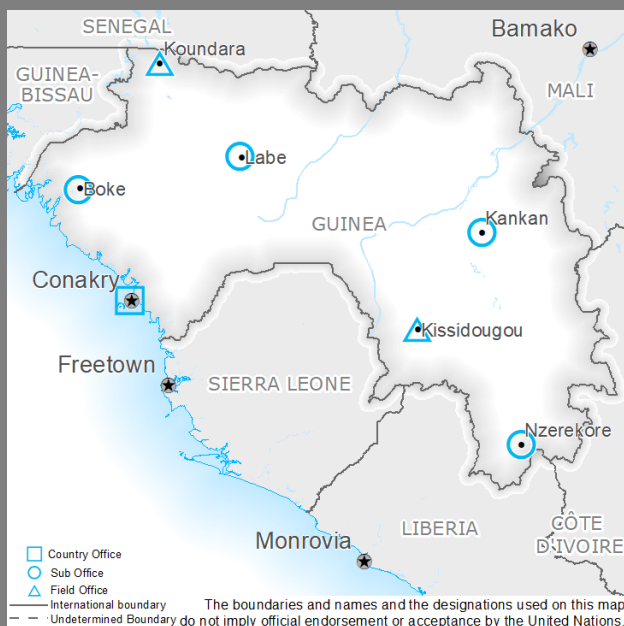 SENEGAL
Bamako
Koundara
GUINEA-
BISSAU
MALI
Labe
Boke
GUINEA
Kankan
Conakry
Kissidougou
Freetown
SIERRA LEONE
Nzerekore
Monrovia
LIBERIA
CÔTE
D'IVOIRE
Country Office
Sub Office
Field Office
International boundary
Undetermined Boundary
The boundaries and names and the designations used on this map
do not imply official endorsement or acceptance by the United Nations.